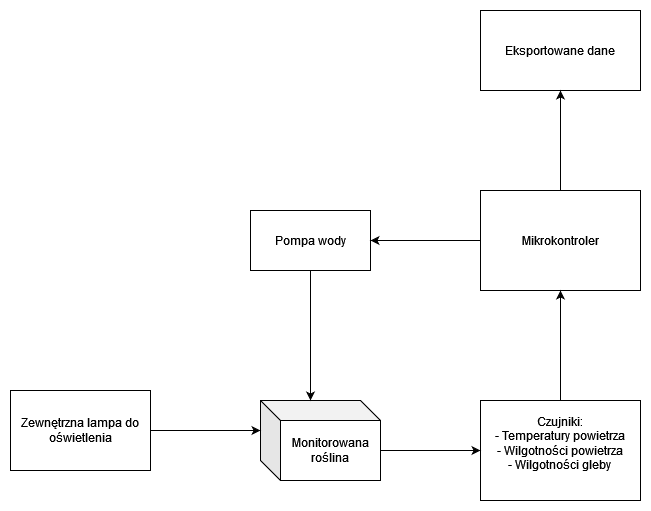 Eksportowane dane
Pompa wody
Mikrokontroler
Zewnętrzna lampa do
oświetlenia
Monitorowana
roślina
Czujniki:
- Temperatury powietrza
- Wilgotności powietrza
- Wilgotności gleby